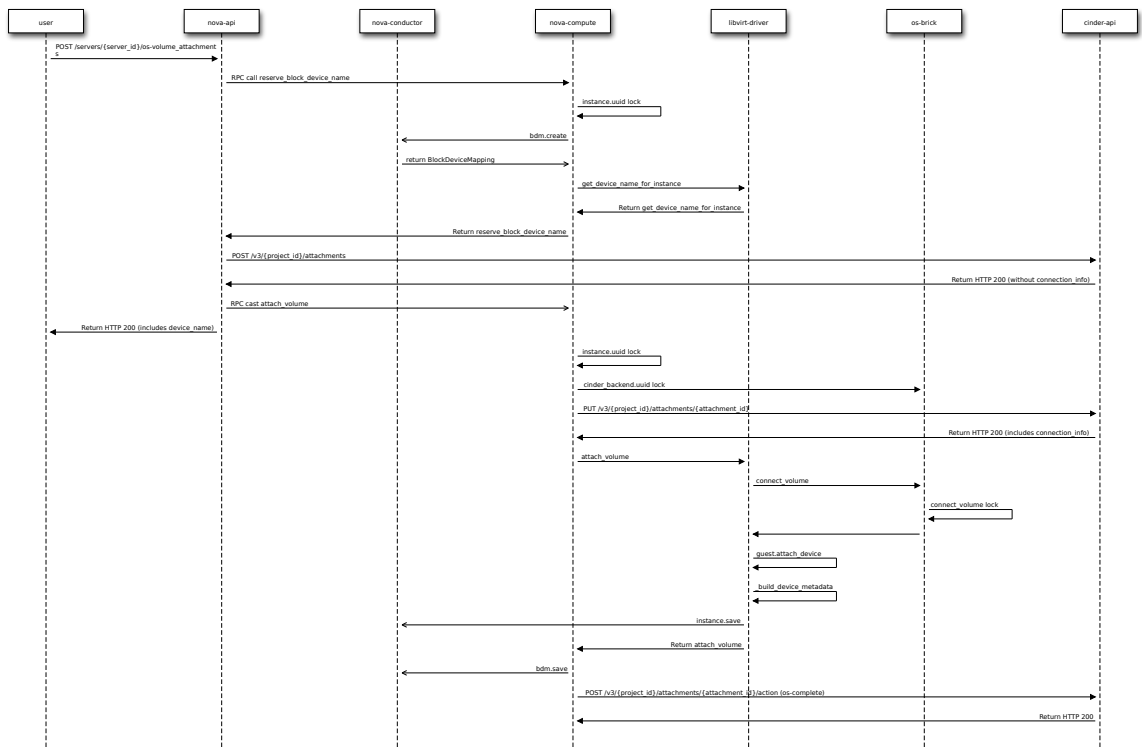 user
nova-api
nova-conductor
nova-compute
libvirt-driver
os-brick
cinder-api
POST /servers/{server_id}/os-volume_attachment
s
RPC call reserve_block_device_name
instance.uuid lock
bdm.create
return BlockDeviceMapping
get_device_name_for_instance
Return get_device_name_for_instance
Return reserve_block_device_name
POST /v3/{project_id}/attachments
Return HTTP 200 (without connection_info)
RPC cast attach_volume
Return HTTP 200 (includes device_name)
instance.uuid lock
cinder_backend.uuid lock
PUT /v3/{project_id}/attachments/{attachment_id}
Return HTTP 200 (includes connection_info)
attach_volume
connect_volume
connect_volume lock
guest.attach_device
_build_device_metadata
instance.save
Return attach_volume
bdm.save
POST /v3/{project_id}/attachments/{attachment_id}/action (os-complete)
Return HTTP 200